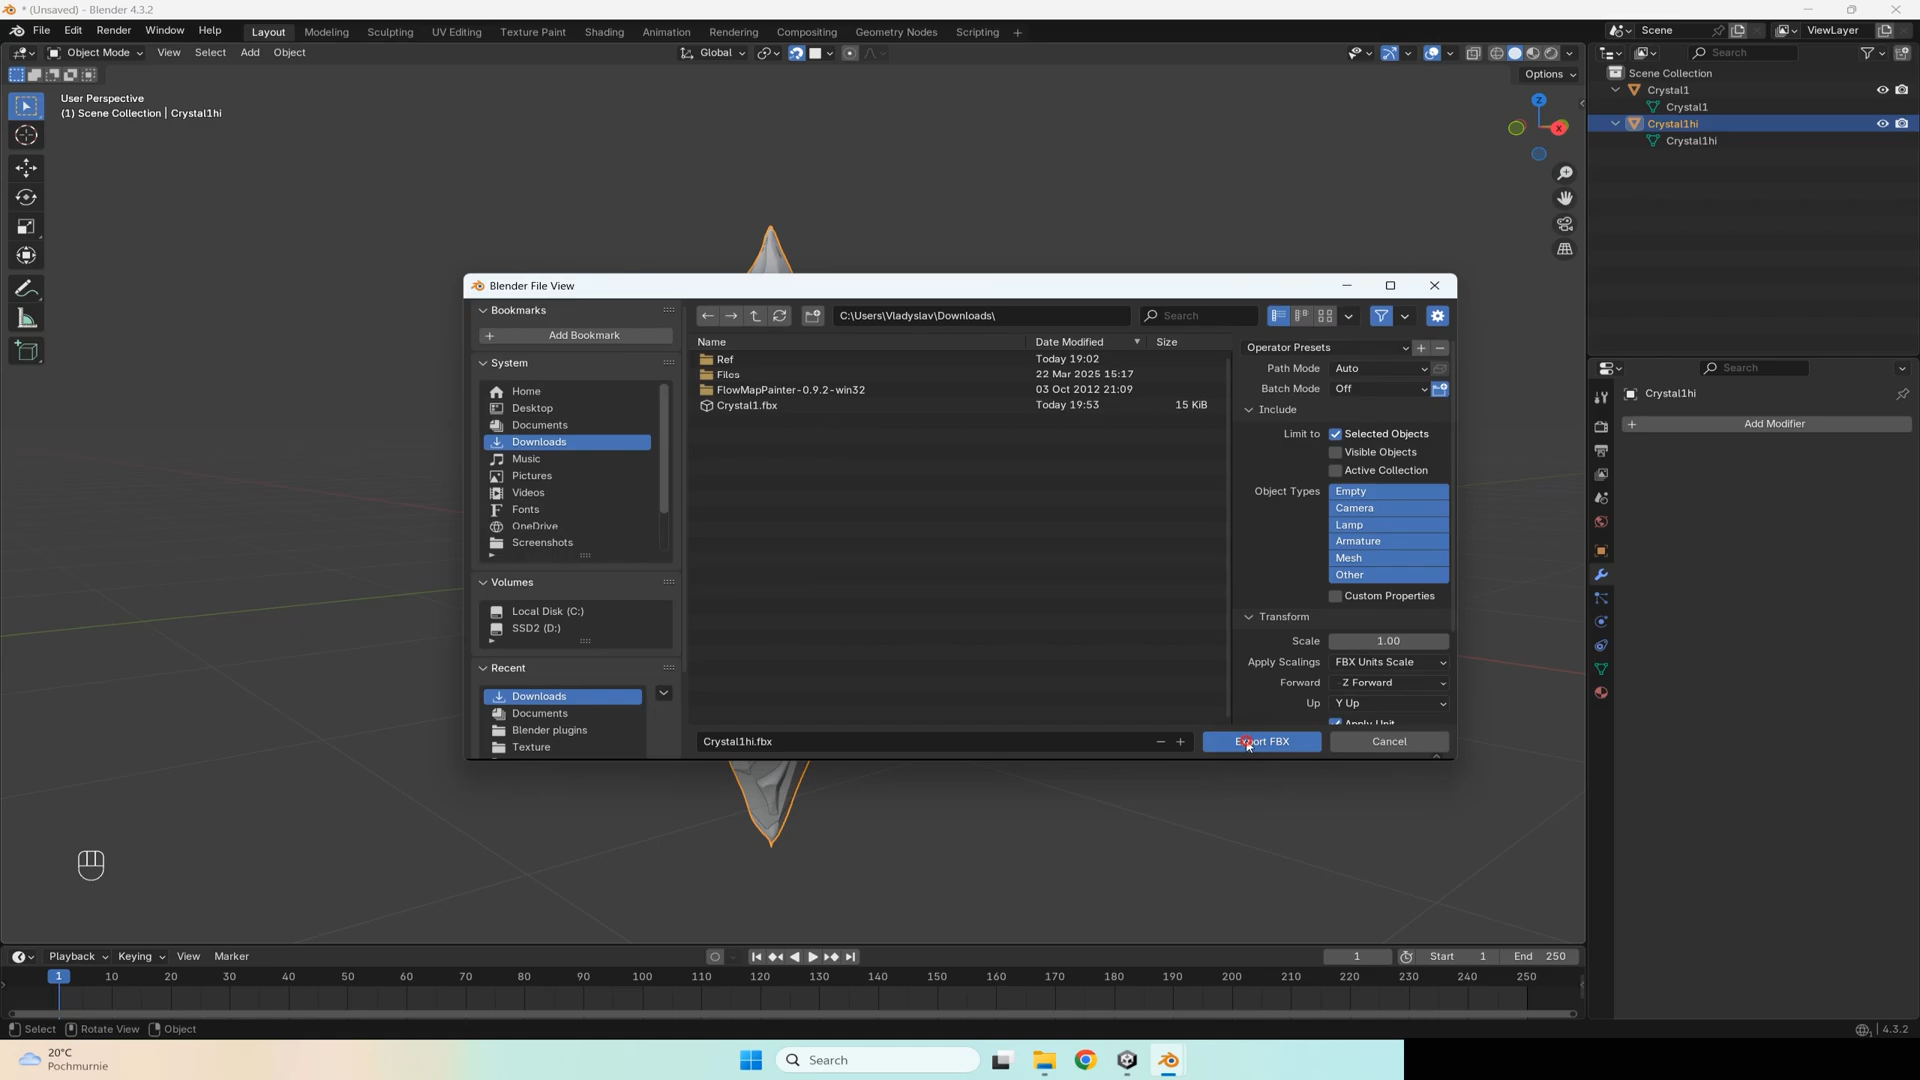 * (Unsaved) - Blender 4.3.2
File Edit Render Window Help Layout Modeling Sculpting UV Editing Texture Paint Shading Animation Rendering Compositing Geometry Nodes Scripting + Scene ViewLayer
Object Mode View Select Add Object Global Search
Options
User Perspective
(1) Scene Collection | Crystal1hi
Z
X
Scene Collection
Crystal1
Crystal1
Crystal1hi
Crystal1hi
Search
Crystal1hi
+ Add Modifier
Blender File View
Bookmarks
+ Add Bookmark
System
Home
Desktop
Documents
Downloads
Music
Pictures
Videos
Fonts
OneDrive
Screenshots
Volumes
Local Disk (C:)
SSD2 (D:)
Recent
Downloads
Documents
Blender plugins
Texture
C:\Users\Vladyslav\Downloads\ Search
Name Date Modified Size
Ref Today 19:02
Files 22 Mar 2025 15:17
FlowMapPainter-0.9.2-win32 03 Oct 2012 21:09
Crystal1.fbx Today 19:53 15 KiB
Operator Presets + −
Path Mode Auto
Batch Mode Off
Include
Limit to Selected Objects
Visible Objects
Active Collection
Object Types Empty
Camera
Lamp
Armature
Mesh
Other
Custom Properties
Transform
Scale 1.00
Apply Scalings FBX Units Scale
Forward -Z Forward
Up Y Up
Apply Unit
Crystal1hi.fbx − + Export FBX Cancel
Playback Keying View Marker 1 Start 1 End 250
1 10 20 30 40 50 60 70 80 90 100 110 120 130 140 150 160 170 180 190 200 210 220 230 240 250
Select Rotate View Object 4.3.2
20°C
Pochmurnie
Search